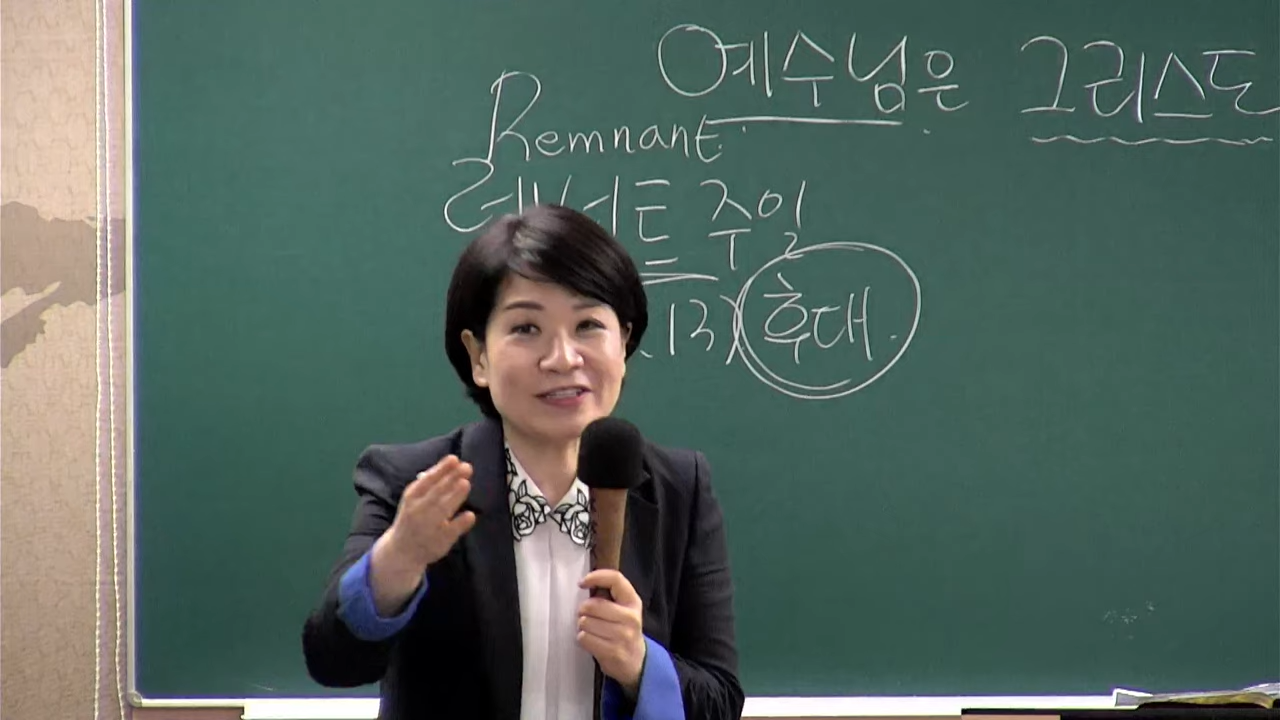 예수님은 그리스도
Remnant
렘넌트 주일
.13) 후대.